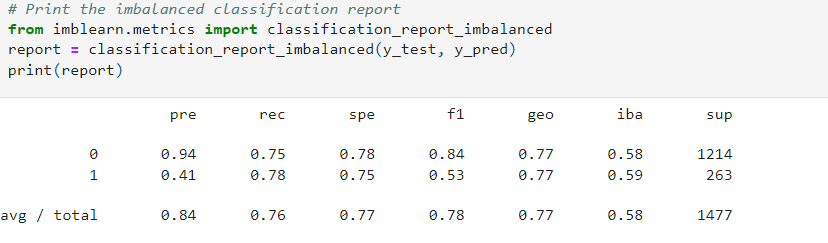 # Print the imbalanced classification report
from imblearn.metrics import classification_report_imbalanced
report = classification_report_imbalanced(y_test, y_pred)
print(report)
pre rec spe f1 geo iba sup
0 0.94 0.75 0.78 0.84 0.77 0.58 1214
1 0.41 0.78 0.75 0.53 0.77 0.59 263
avg / total 0.84 0.76 0.77 0.78 0.77 0.58 1477